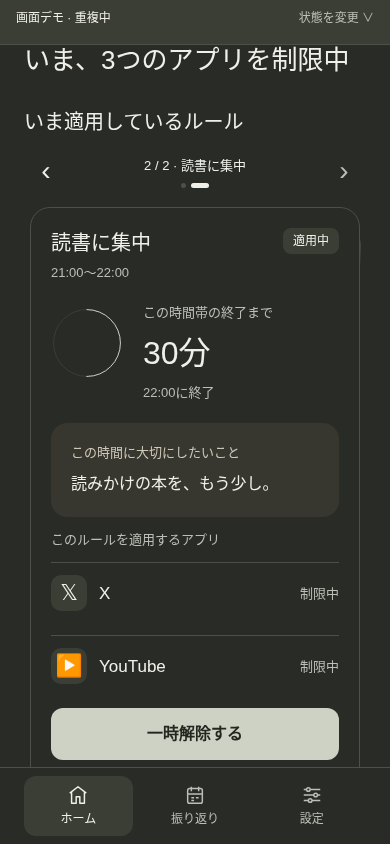 画面デモ · 重複中
状態を変更 ∨
いま、3つのアプリを制限中
いま適用しているルール
‹
2 / 2 · 読書に集中
›
読書に集中
適用中
21:00〜22:00
この時間帯の終了まで
30分
22:00に終了
この時間に大切にしたいこと
読みかけの本を、もう少し。
このルールを適用するアプリ
𝕏
X
制限中
YouTube
制限中
一時解除する
ホーム
振り返り
設定